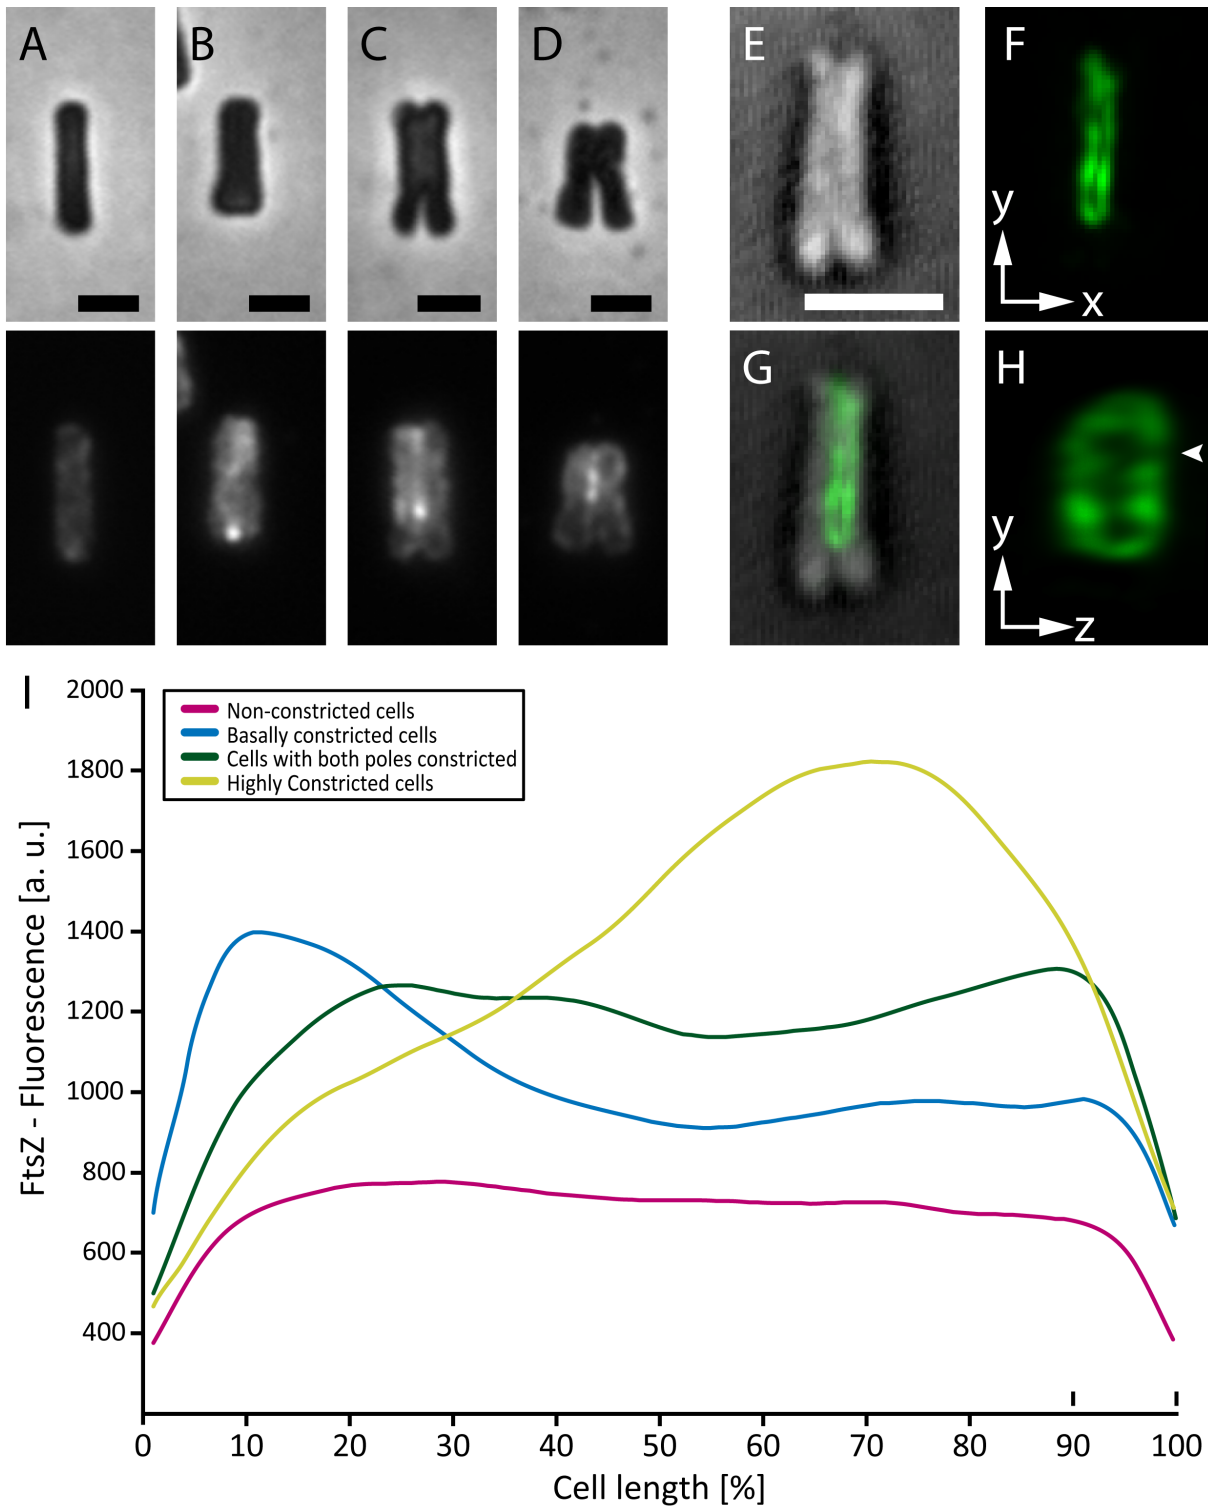 A
B
C
D
E
F
y
x
G
H
y
z
I
2000
1800
1600
1400
1200
1000
800
600
400
FtsZ - Fluorescence [a. u.]
Non-constricted cells
Basally constricted cells
Cells with both poles constricted
Highly Constricted cells
0 10 20 30 40 50 60 70 80 90 100
Cell length [%]